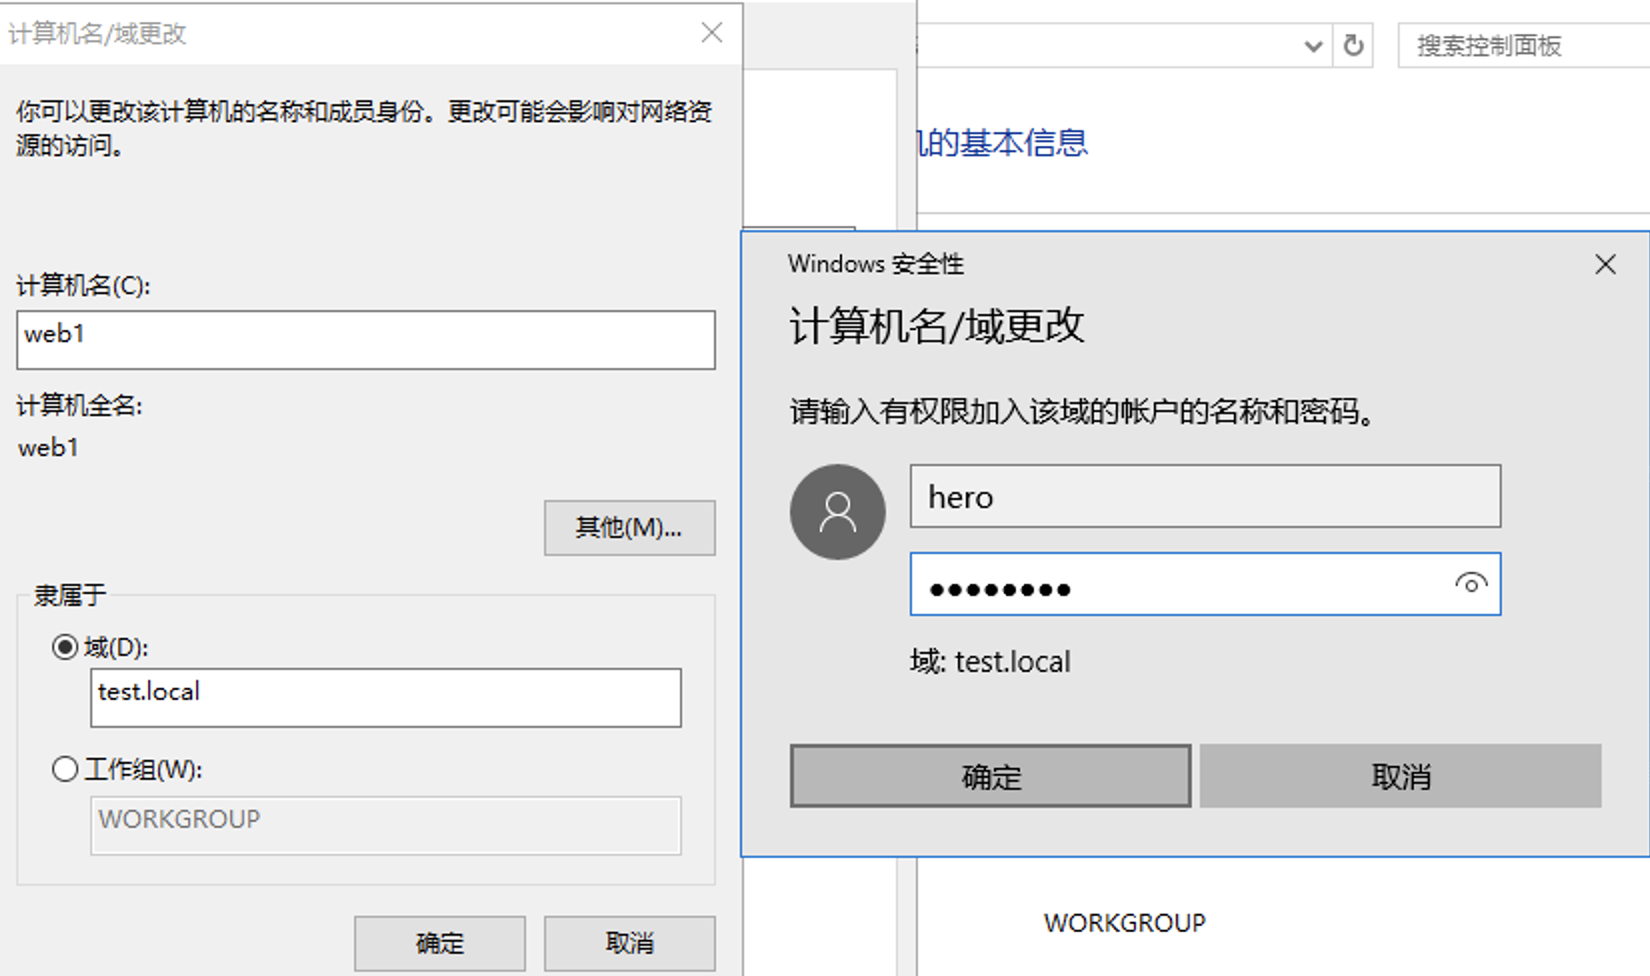 计算机名/域更改
你可以更改该计算机的名称和成员身份。更改可能会影响对网络资
源的访问。
计算机名(C):
web1
计算机全名:
web1
其他(M)...
隶属于
域(D):
test.local
工作组(W):
WORKGROUP
确定
取消
搜索控制面板
的基本信息
Windows 安全性
计算机名/域更改
请输入有权限加入该域的帐户的名称和密码。
hero
●●●●●●●●
域: test.local
确定
取消
WORKGROUP